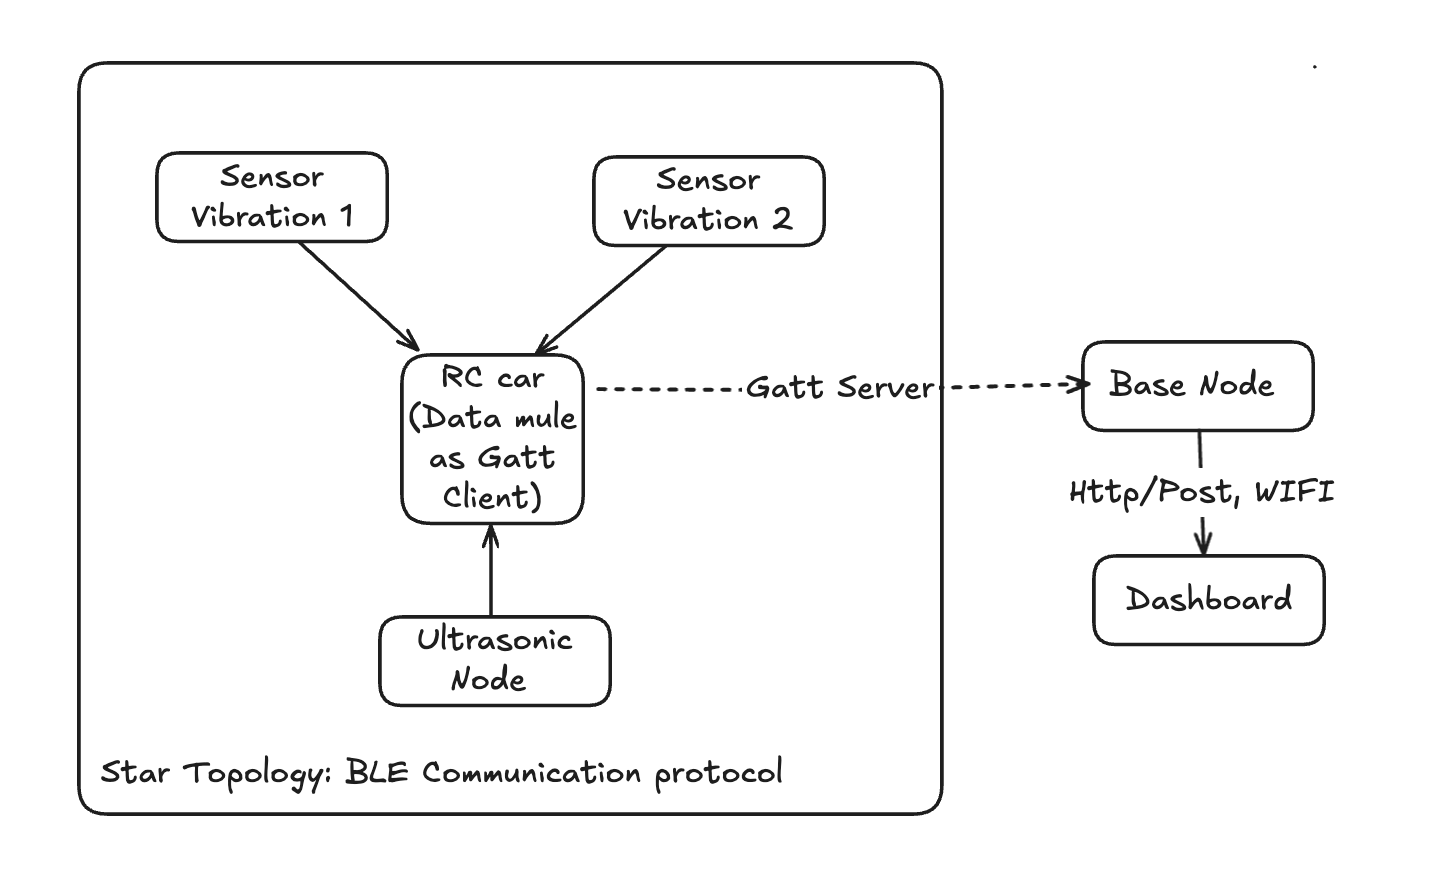 Sensor
Vibration 1
Sensor
Vibration 2
RC car
(Data mule
as Gatt
Client)
Gatt Server
Base Node
Http/Post, WIFI
Dashboard
Ultrasonic
Node
Star Topology: BLE Communication protocol